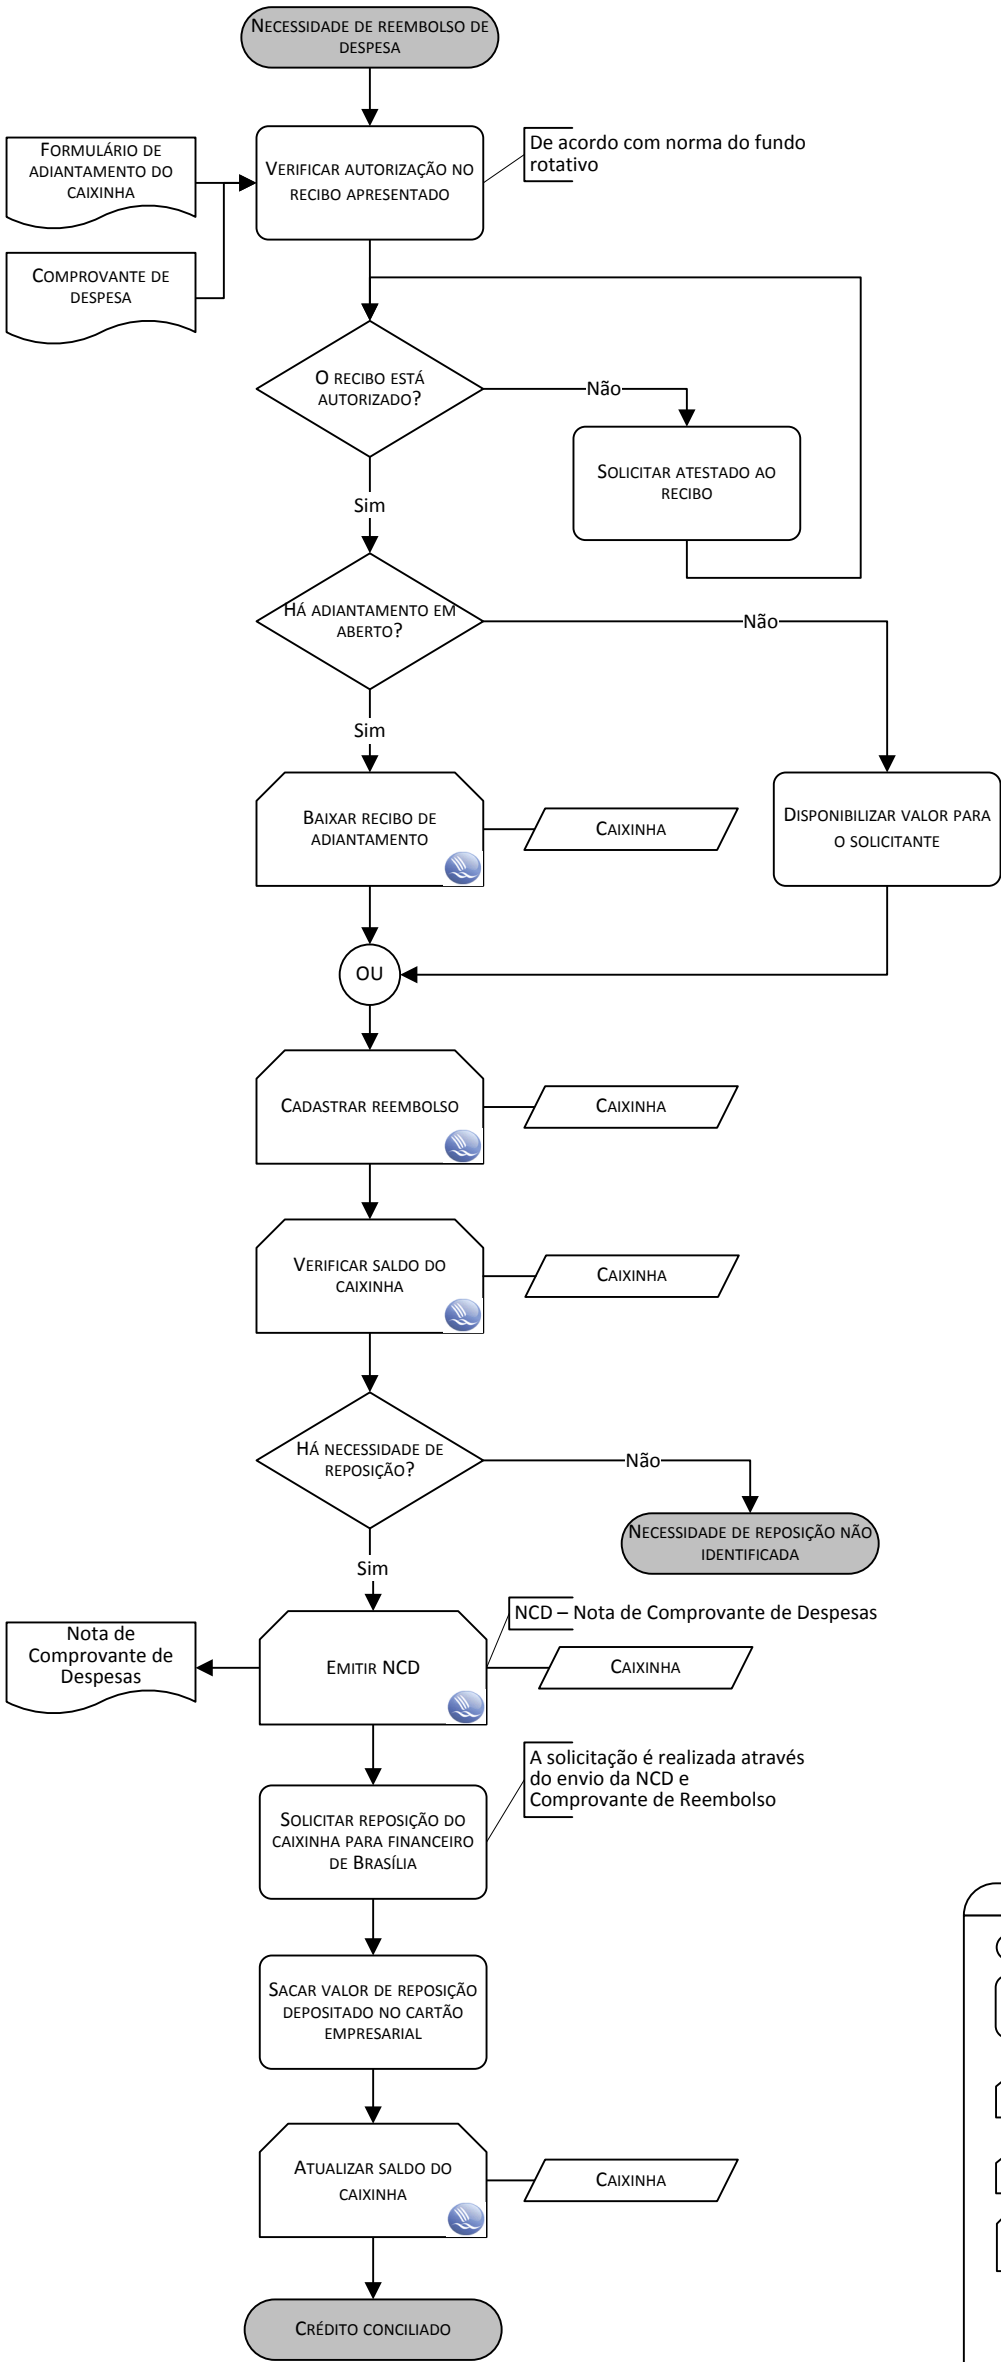 NECESSIDADE DE REEMBOLSO DE
DESPESA
FORMULÁRIO DE
ADIANTAMENTO DO
CAIXINHA
VERIFICAR AUTORIZAÇÃO NO
RECIBO APRESENTADO
De acordo com norma do fundo
rotativo
COMPROVANTE DE
DESPESA
O RECIBO ESTÁ
AUTORIZADO?
Não
SOLICITAR ATESTADO AO
RECIBO
Sim
HÁ ADIANTAMENTO EM
ABERTO?
Não
Sim
BAIXAR RECIBO DE
ADIANTAMENTO
CAIXINHA
DISPONIBILIZAR VALOR PARA
O SOLICITANTE
OU
CADASTRAR REEMBOLSO
CAIXINHA
VERIFICAR SALDO DO
CAIXINHA
CAIXINHA
HÁ NECESSIDADE DE
REPOSIÇÃO?
Não
NECESSIDADE DE REPOSIÇÃO NÃO
IDENTIFICADA
Sim
NCD – Nota de Comprovante de Despesas
Nota de
Comprovante de
Despesas
EMITIR NCD
CAIXINHA
A solicitação é realizada através
do envio da NCD e
Comprovante de Reembolso
SOLICITAR REPOSIÇÃO DO
CAIXINHA PARA FINANCEIRO
DE BRASÍLIA
SACAR VALOR DE REPOSIÇÃO
DEPOSITADO NO CARTÃO
EMPRESARIAL
ATUALIZAR SALDO DO
CAIXINHA
CAIXINHA
CRÉDITO CONCILIADO